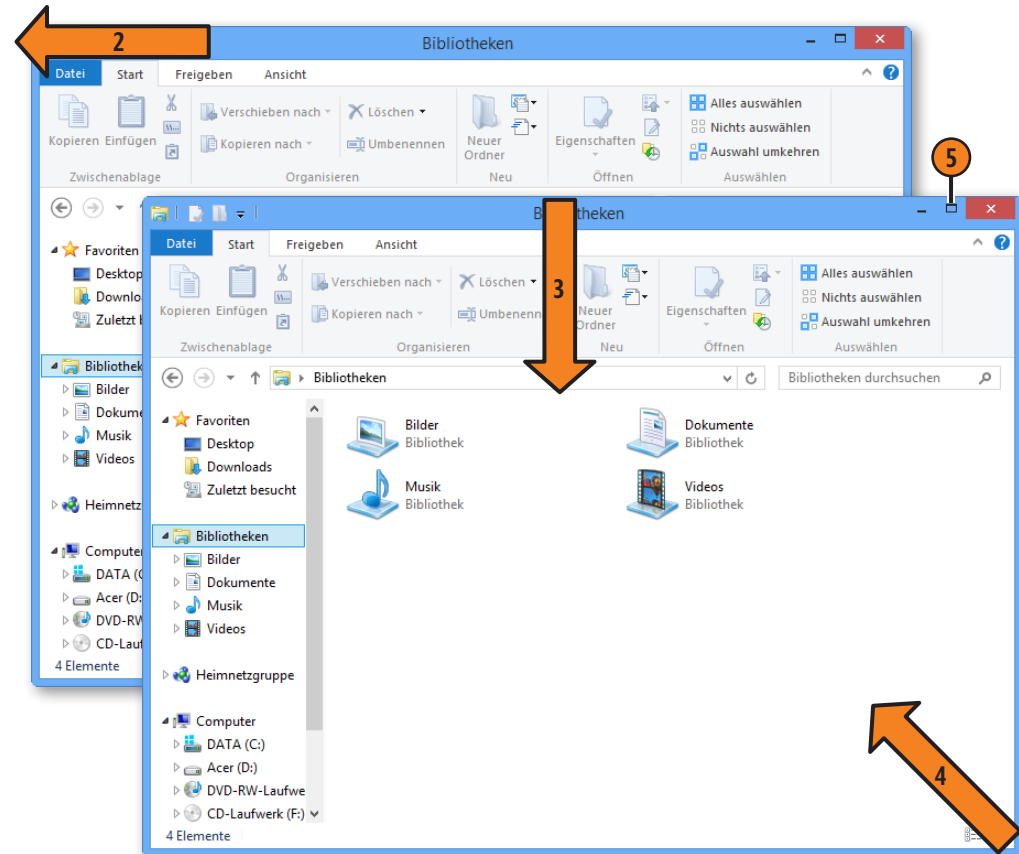 2
Bibliotheken
Datei Start Freigeben Ansicht
Kopieren Einfügen
Verschieben nach
Kopieren nach
Löschen
Umbenennen
Neuer
Ordner
Eigenschaften
Alles auswählen
Nichts auswählen
Auswahl umkehren
Zwischenablage Organisieren Neu Öffnen Auswählen
5
Favoriten
Desktop
Downlo
Zuletzt
Bibliothek
Bilder
Dokume
Musik
Videos
Heimnetz
Compute
DATA (C
Acer (D:
DVD-RW
CD-Lauf
4 Elemente
3
Datei Start Freigeben Ansicht
Kopieren Einfügen
Verschieben nach
Kopieren nach
Löschen
Umbenenn
Neuer
Ordner
Eigenschaften
Alles auswählen
Nichts auswählen
Auswahl umkehren
Zwischenablage Organisieren Neu Öffnen Auswählen
Bibliotheken
Bibliotheken durchsuchen
Favoriten
Desktop
Downloads
Zuletzt besucht
Bibliotheken
Bilder
Dokumente
Musik
Videos
Heimnetzgruppe
Computer
DATA (C:)
Acer (D:)
DVD-RW-Laufwe
CD-Laufwerk (F:)
4 Elemente
Bilder
Bibliothek
Dokumente
Bibliothek
Musik
Bibliothek
Videos
Bibliothek
4